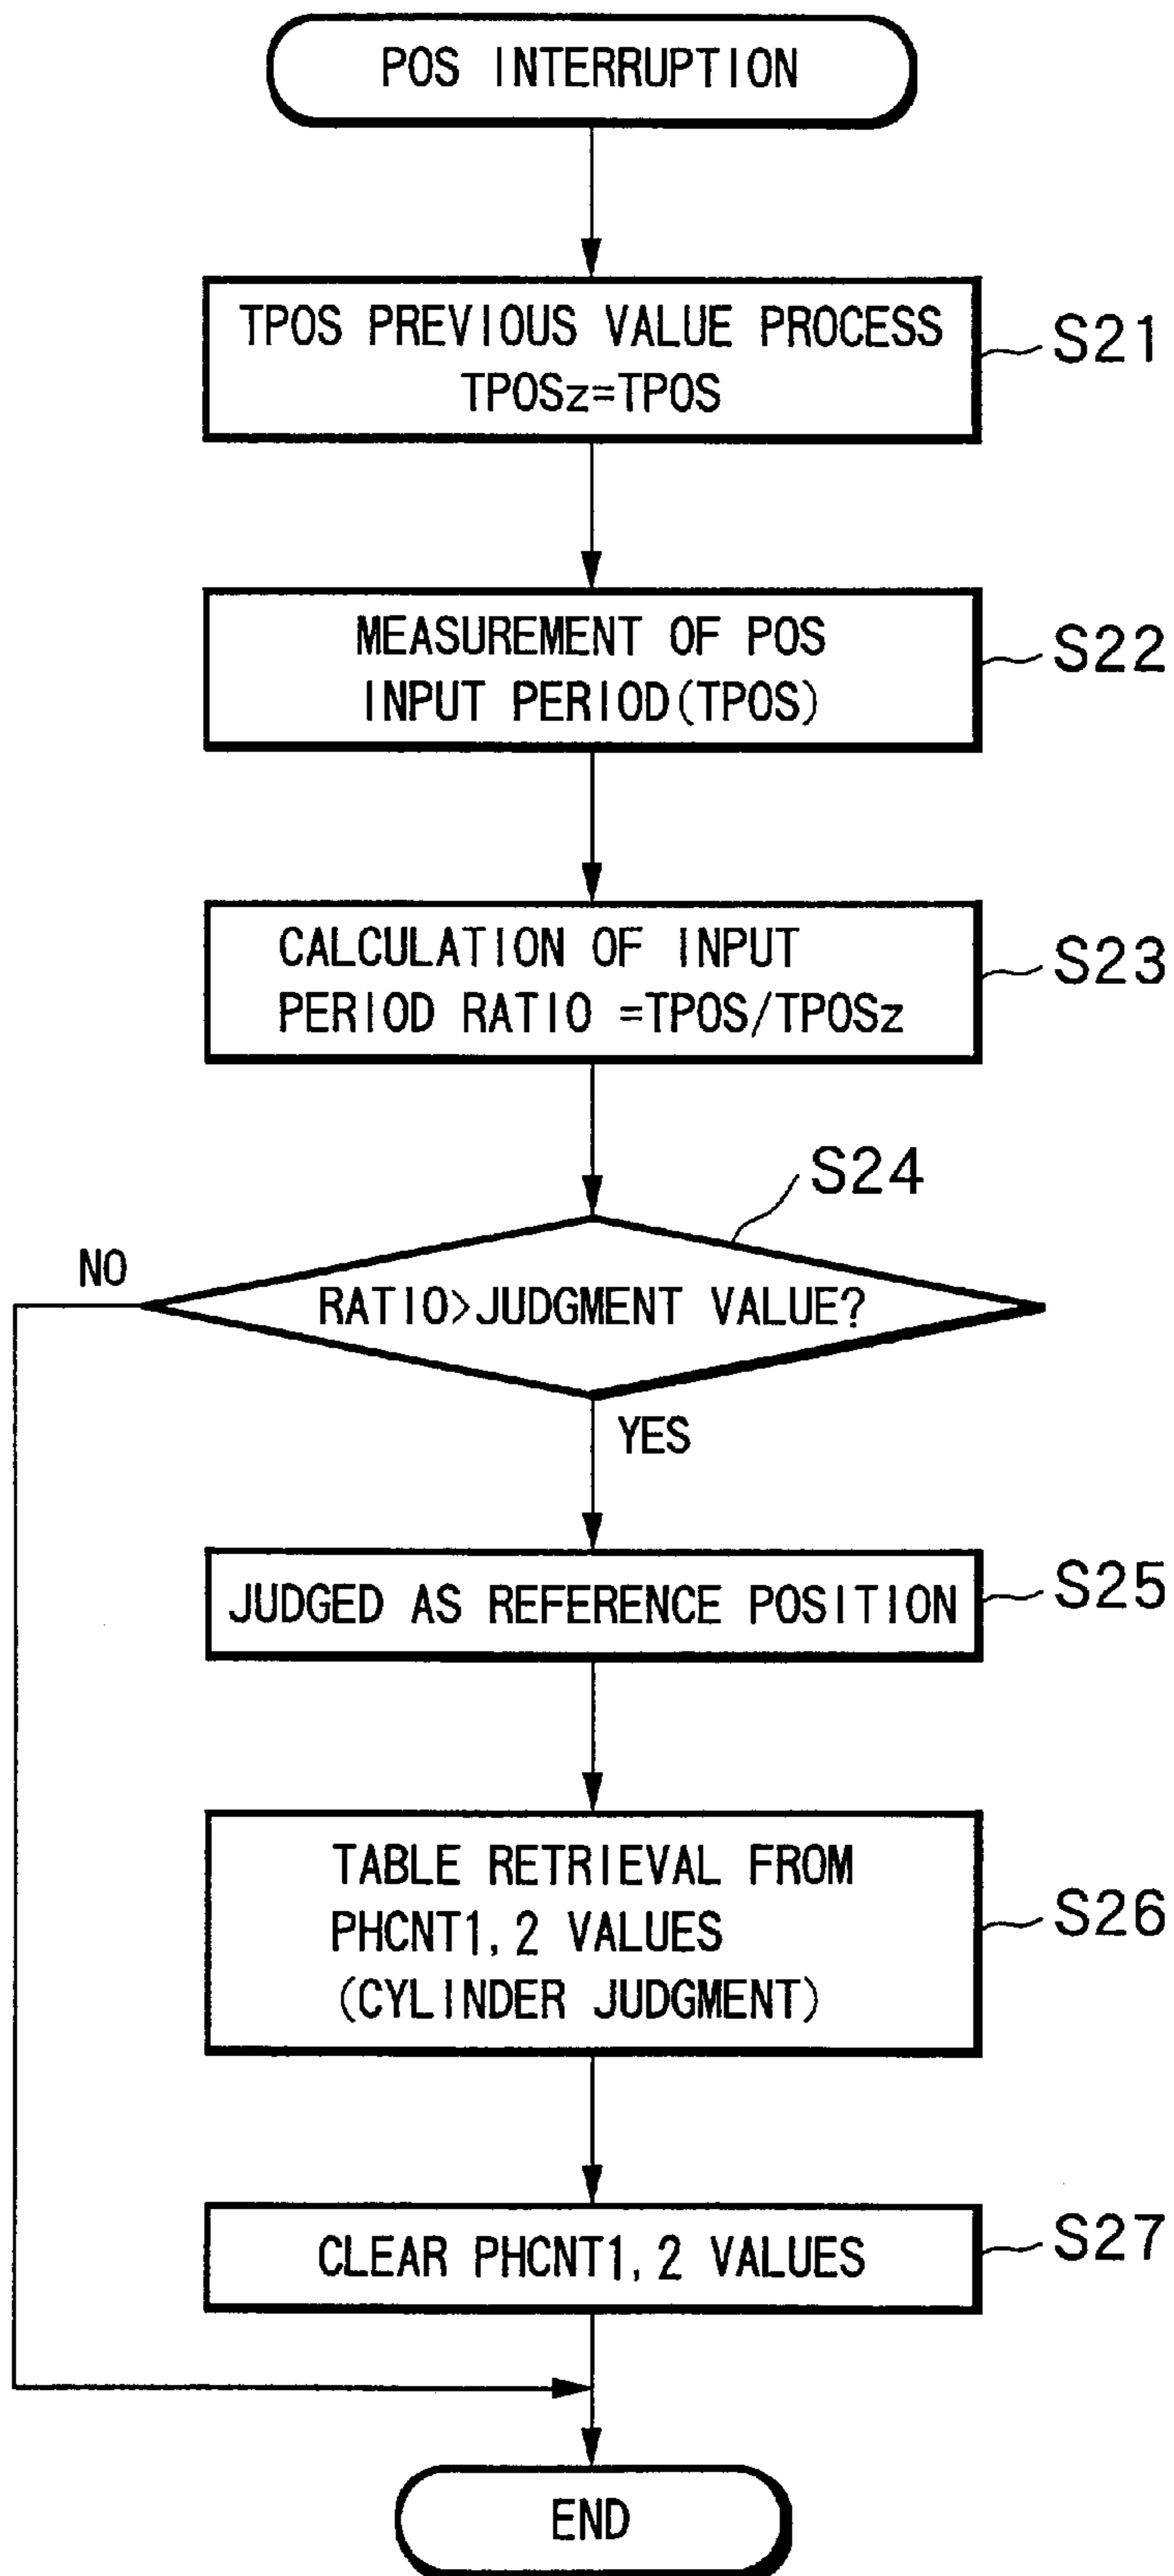 POS INTERRUPTION
TPOS PREVIOUS VALUE PROCESS
TPOSz=TPOS
S21
MEASUREMENT OF POS
INPUT PERIOD(TPOS)
S22
CALCULATION OF INPUT
PERIOD RATIO =TPOS/TPOSz
S23
S24
NO
RATIO>JUDGMENT VALUE?
YES
JUDGED AS REFERENCE POSITION
S25
TABLE RETRIEVAL FROM
PHCNT1,2 VALUES
(CYLINDER JUDGMENT)
S26
CLEAR PHCNT1,2 VALUES
S27
END